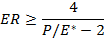 ER ≥ 4 / (P/E* − 2)